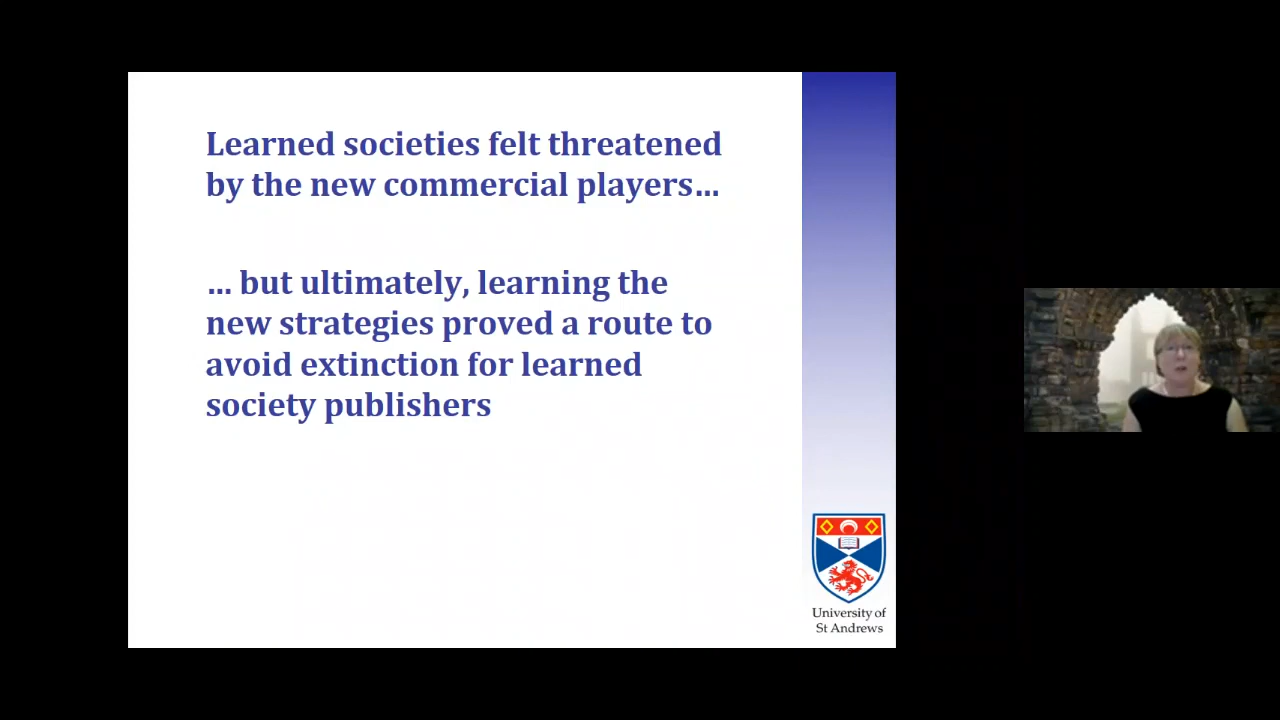 Learned societies felt threatened
by the new commercial players…
… but ultimately, learning the
new strategies proved a route to
avoid extinction for learned
society publishers
University of
St Andrews